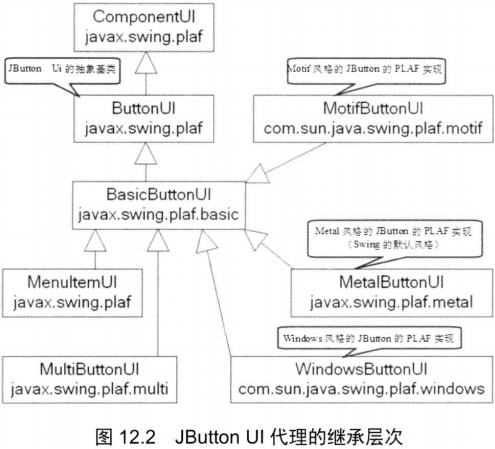 ComponentUI
javax.swing.plaf
JButton Ui 的抽象基类
Motif 风格的 JButton 的 PLAF 实现
ButtonUI
javax.swing.plaf
MotifButtonUI
com.sun.java.swing.plaf.motif
BasicButtonUI
javax.swing.plaf.basic
Metal 风格的 JButton 的 PLAF 实现
（Swing 的默认风格）
MenuItemUI
javax.swing.plaf
MetalButtonUI
javax.swing.plaf.metal
Windows 风格的 JButton 的 PLAF 实现
MultiButtonUI
javax.swing.plaf.multi
WindowsButtonUI
com.sun.java.swing.plaf.windows
图 12.2 JButton UI 代理的继承层次